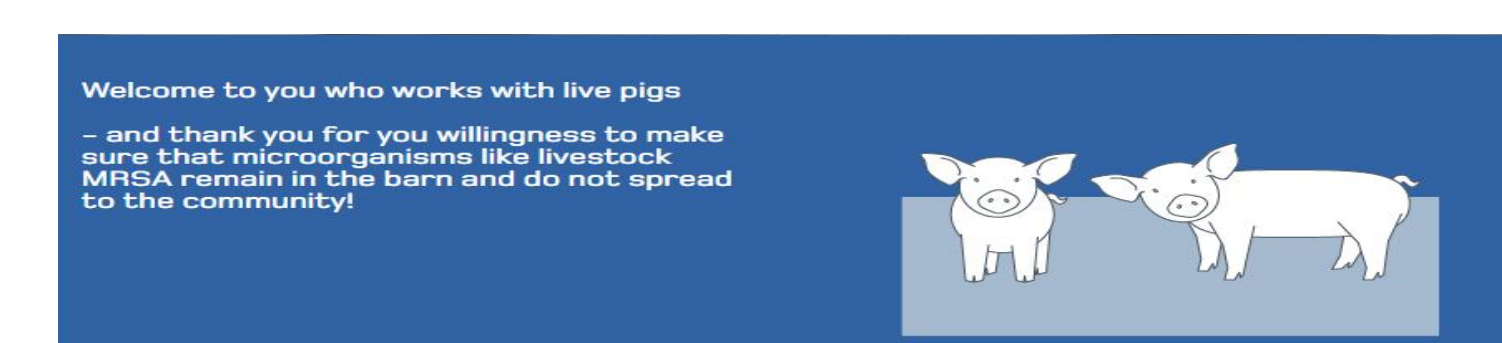 Welcome to you who works with live pigs
– and thank you for you willingness to make
sure that microorganisms like livestock
MRSA remain in the barn and do not spread
to the community!